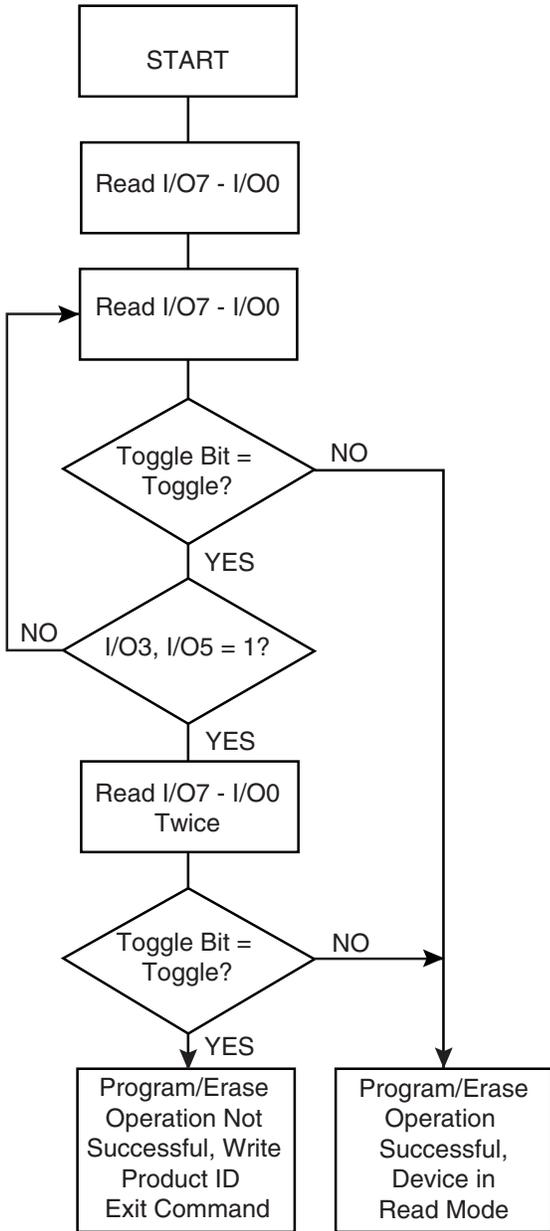 START
Read I/O7 - I/O0
Read I/O7 - I/O0
Toggle Bit =
Toggle?
NO
YES
NO
I/O3, I/O5 = 1?
YES
Read I/O7 - I/O0
Twice
Toggle Bit =
Toggle?
NO
YES
Program/Erase
Operation Not
Successful, Write
Product ID
Exit Command
Program/Erase
Operation
Successful,
Device in
Read Mode